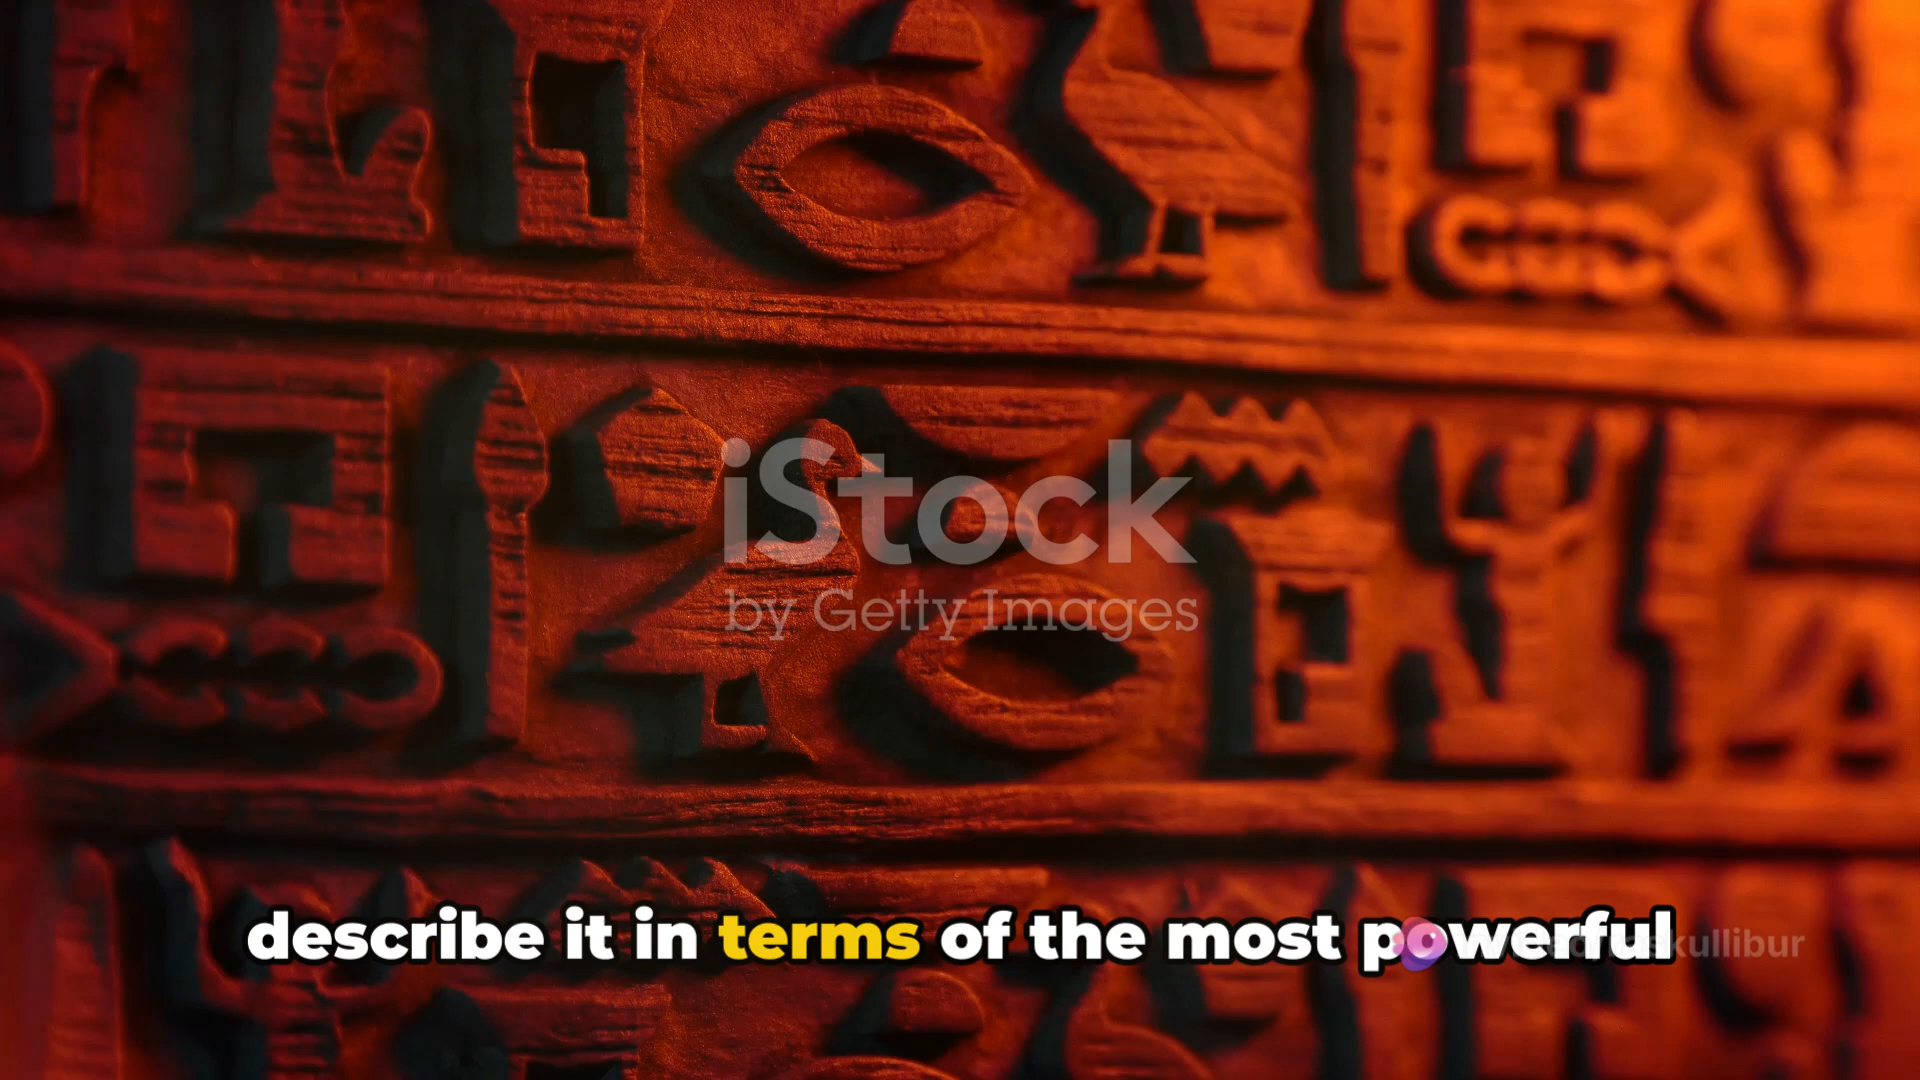 iStock
by Getty Images
describe it in terms of the most powerful